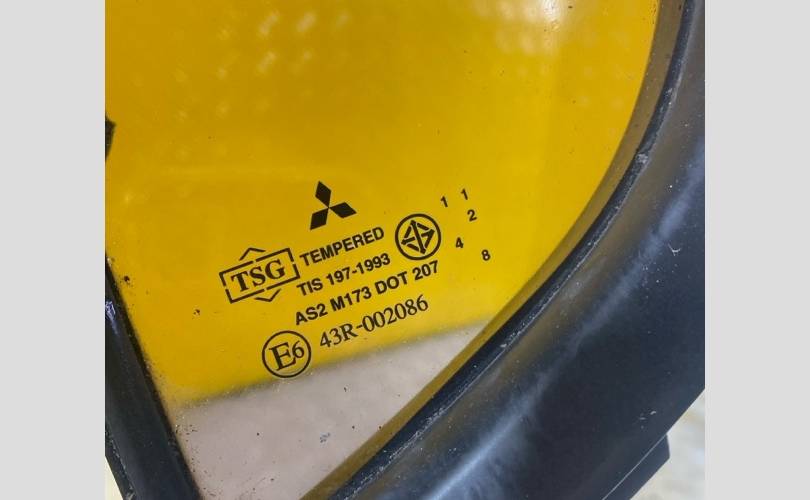 TSG
TEMPERED
TIS 197-1993
AS2 M173 DOT 207
E6 43R-002086
1 1
2
4
8